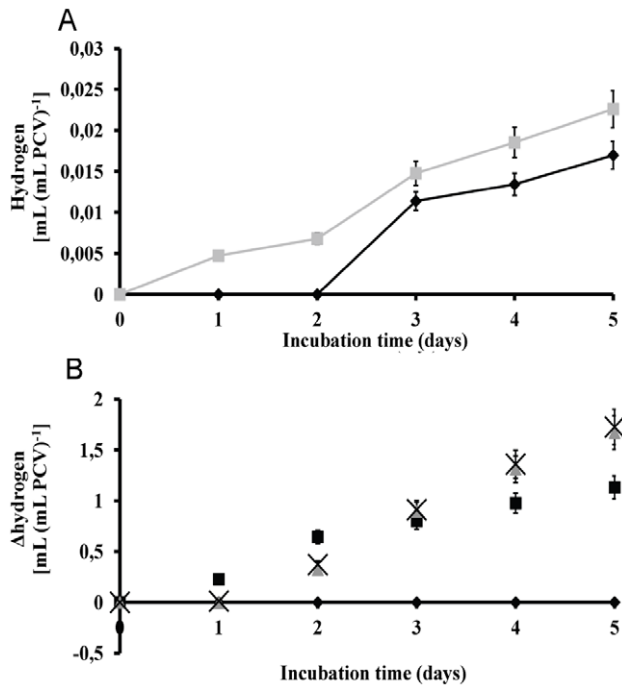 A
0,03
0,025
0,02
0,015
0,01
0,005
0
Hydrogen
[mL (mL PCV)-1]
0 1 2 3 4 5
Incubation time (days)
B
2
1,5
1
0,5
0
-0,5
Δhydrogen
[mL (mL PCV)-1]
0 1 2 3 4 5
Incubation time (days)